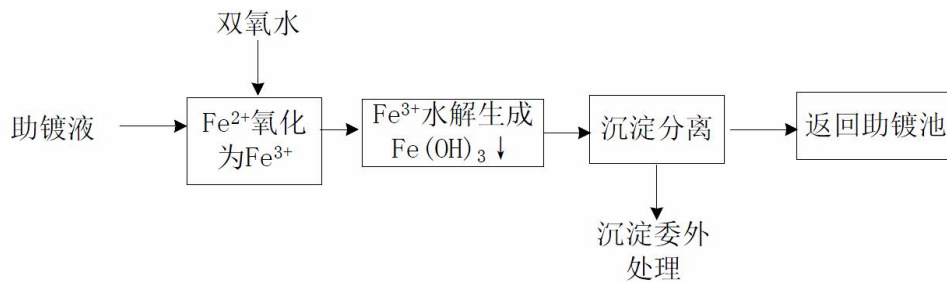 双氧水
助镀液
Fe²⁺氧化
为Fe³⁺
Fe³⁺水解生成
Fe(OH)₃↓
沉淀分离
返回助镀池
沉淀委外
处理